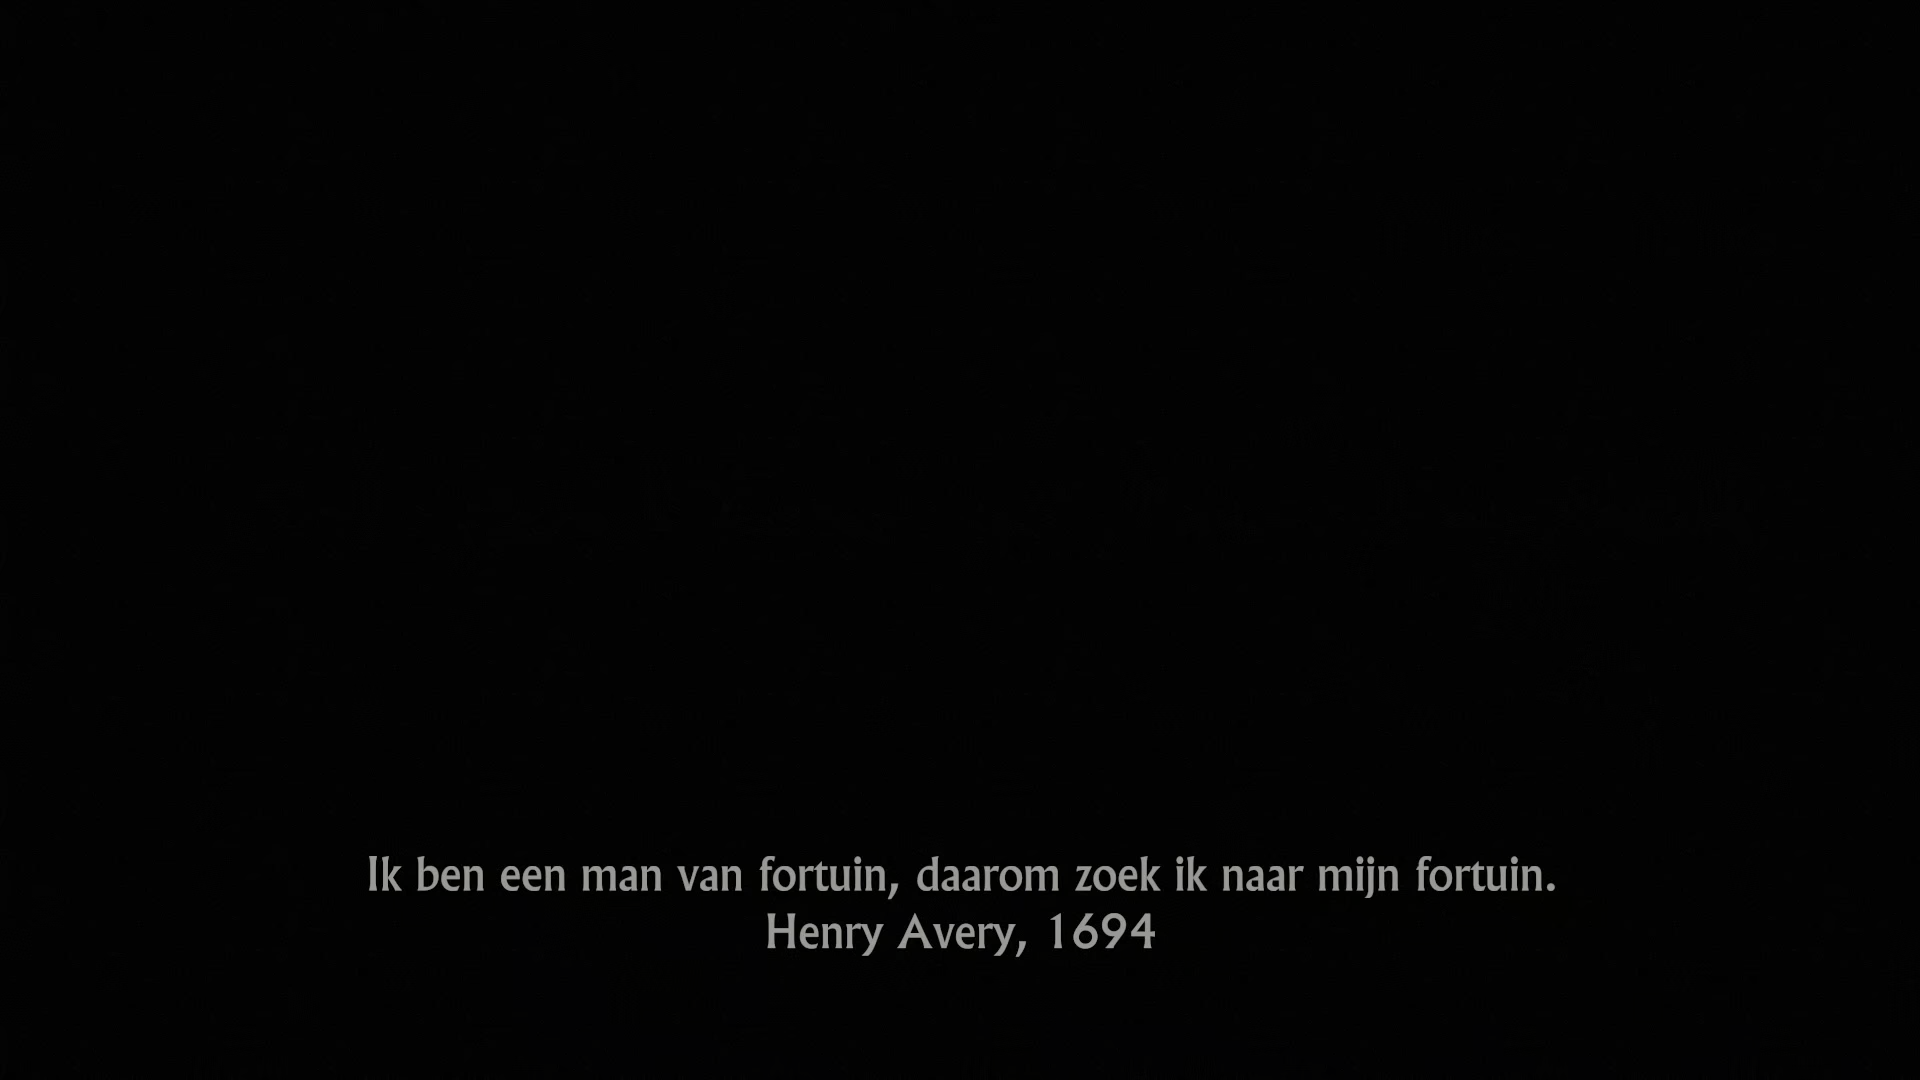 Ik ben een man van fortuin, daarom zoek ik naar mijn fortuin.
Henry Avery, 1694